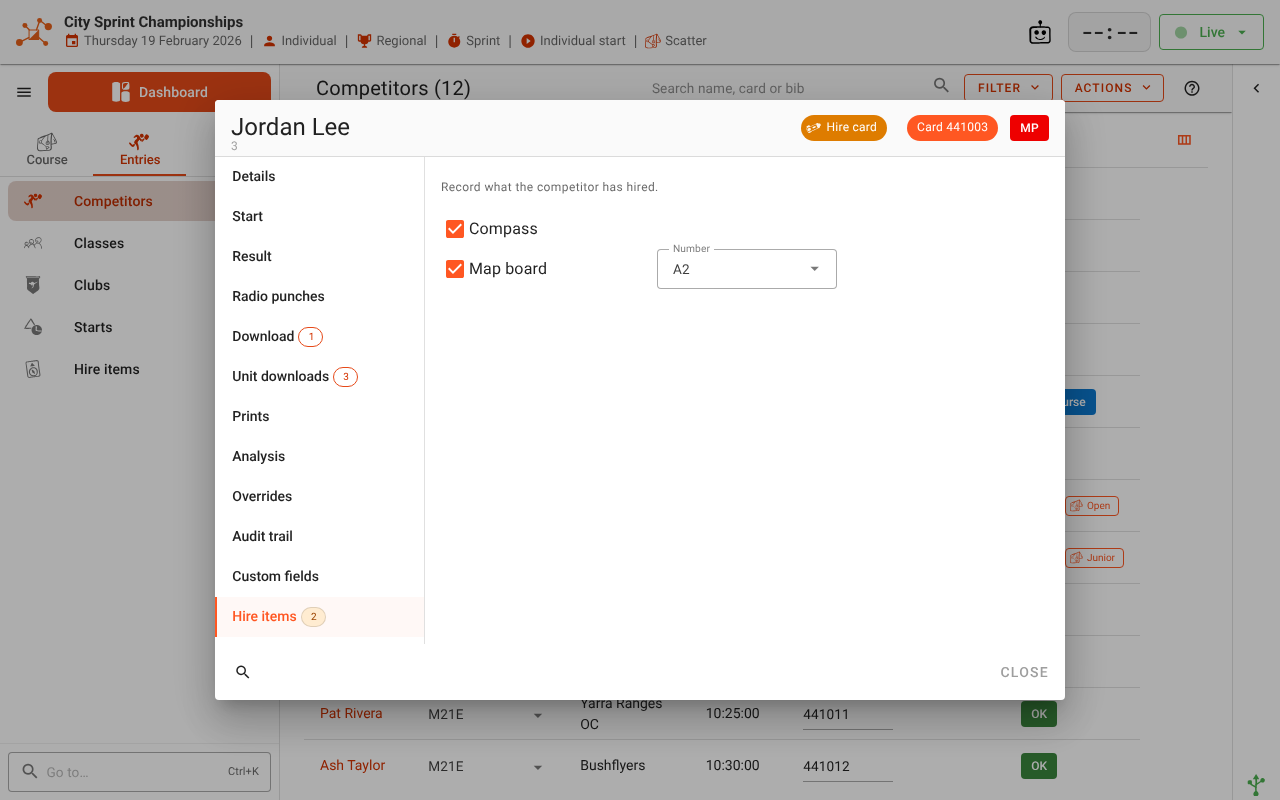 City Sprint Championships
Thursday 19 February 2026 | Individual | Regional | Sprint | Individual start | Scatter
--:--
Live
Dashboard
Competitors (12)
Search name, card or bib
FILTER
ACTIONS
Course
Entries
Competitors
Classes
Clubs
Starts
Hire items
Jordan Lee
3
Hire card
Card 441003
MP
Details
Start
Result
Radio punches
Download 1
Unit downloads 3
Prints
Analysis
Overrides
Audit trail
Custom fields
Hire items 2
Record what the competitor has hired.
Compass
Map board
Number
A2
CLOSE
urse
Open
Junior
Pat Rivera M21E Yarra Ranges OC 10:25:00 441011 OK
Ash Taylor M21E Bushflyers 10:30:00 441012 OK
Go to… Ctrl+K